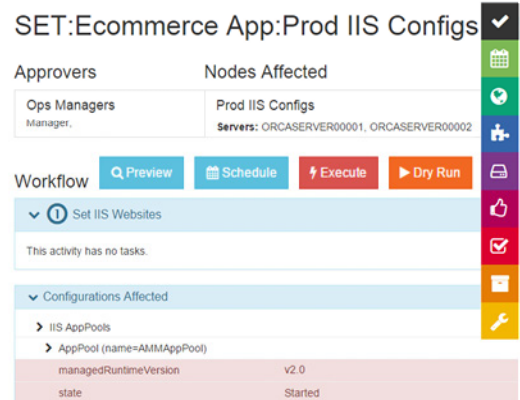 SET:Ecommerce App:Prod IIS Configs
Approvers
Nodes Affected
Ops Managers
Manager,
Prod IIS Configs
Servers: ORCASERVER00001, ORCASERVER00002
Workflow
Preview
Schedule
Execute
Dry Run
1 Set IIS Websites
This activity has no tasks.
Configurations Affected
IIS AppPools
AppPool (name=AMMAppPool)
managedRuntimeVersion v2.0
state Started